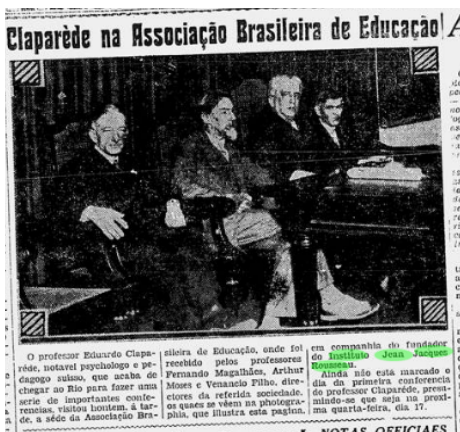 Claparède na Associação Brasileira de Educação
O professor Eduardo Clapa-
rède, notavel psychologo e pe-
dagogo suisso, que acaba de
chegar ao Rio para fazer uma
serie de importantes confe-
rencias, visitou hontem, á tar-
de, a séde da Associação Bra-
sileira de Educação, onde foi
recebido pelos professores
Fernando Magalhães, Arthur
Moses e Venancio Filho, dire-
ctores da referida sociedade.
os quaes se vêem na photogra-
phia, que illustra esta pagina,
em companhia do fundador
do Instituto Jean Jacques
Rousseau.
Ainda não está marcado o
dia da primeira conferencia
do professor Claparède, presu-
mindo-se que seja na proxi-
ma quarta-feira, dia 17.
NOTAS OFFICIAES